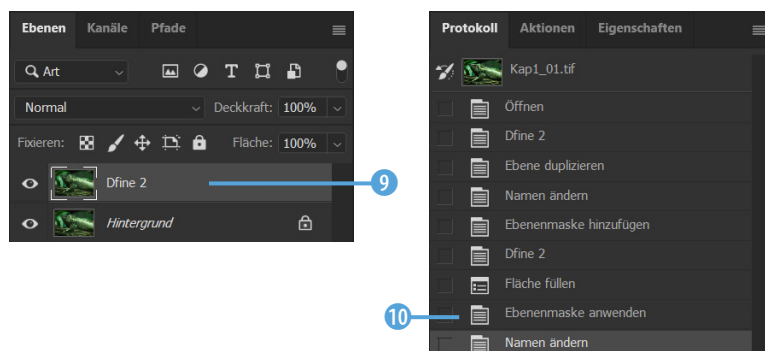 Ebenen Kanäle Pfade
Art
Normal Deckkraft: 100%
Fixieren: Fläche: 100%
Dfine 2
9
Hintergrund
Protokoll Aktionen Eigenschaften
Kap1_01.tif
Öffnen
Dfine 2
Ebene duplizieren
Namen ändern
Ebenenmaske hinzufügen
Dfine 2
Fläche füllen
10 Ebenenmaske anwenden
Namen ändern